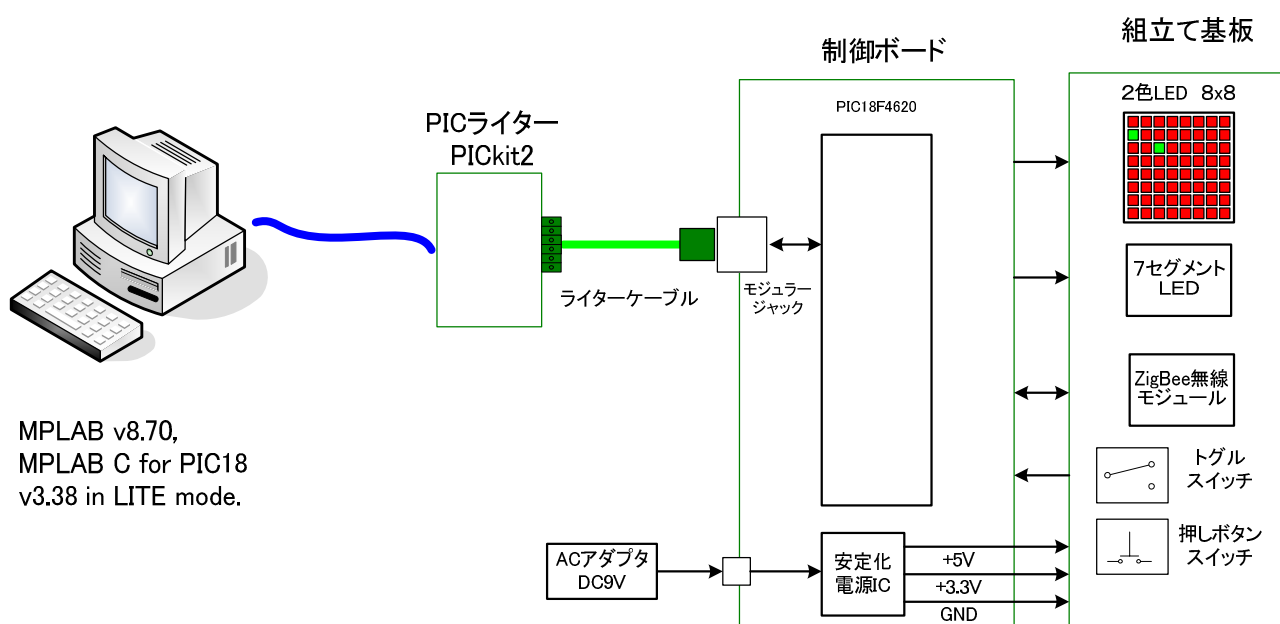 組立て基板
制御ボード
2色LED 8x8
PIC18F4620
PICライター
PICkit2
7セグメント
LED
モジュラー
ジャック
ライターケーブル
ZigBee無線
モジュール
MPLAB v8.70,
MPLAB C for PIC18
v3.38 in LITE mode.
トグル
スイッチ
押しボタン
スイッチ
ACアダプタ
DC9V
安定化
電源IC
+5V
+3.3V
GND